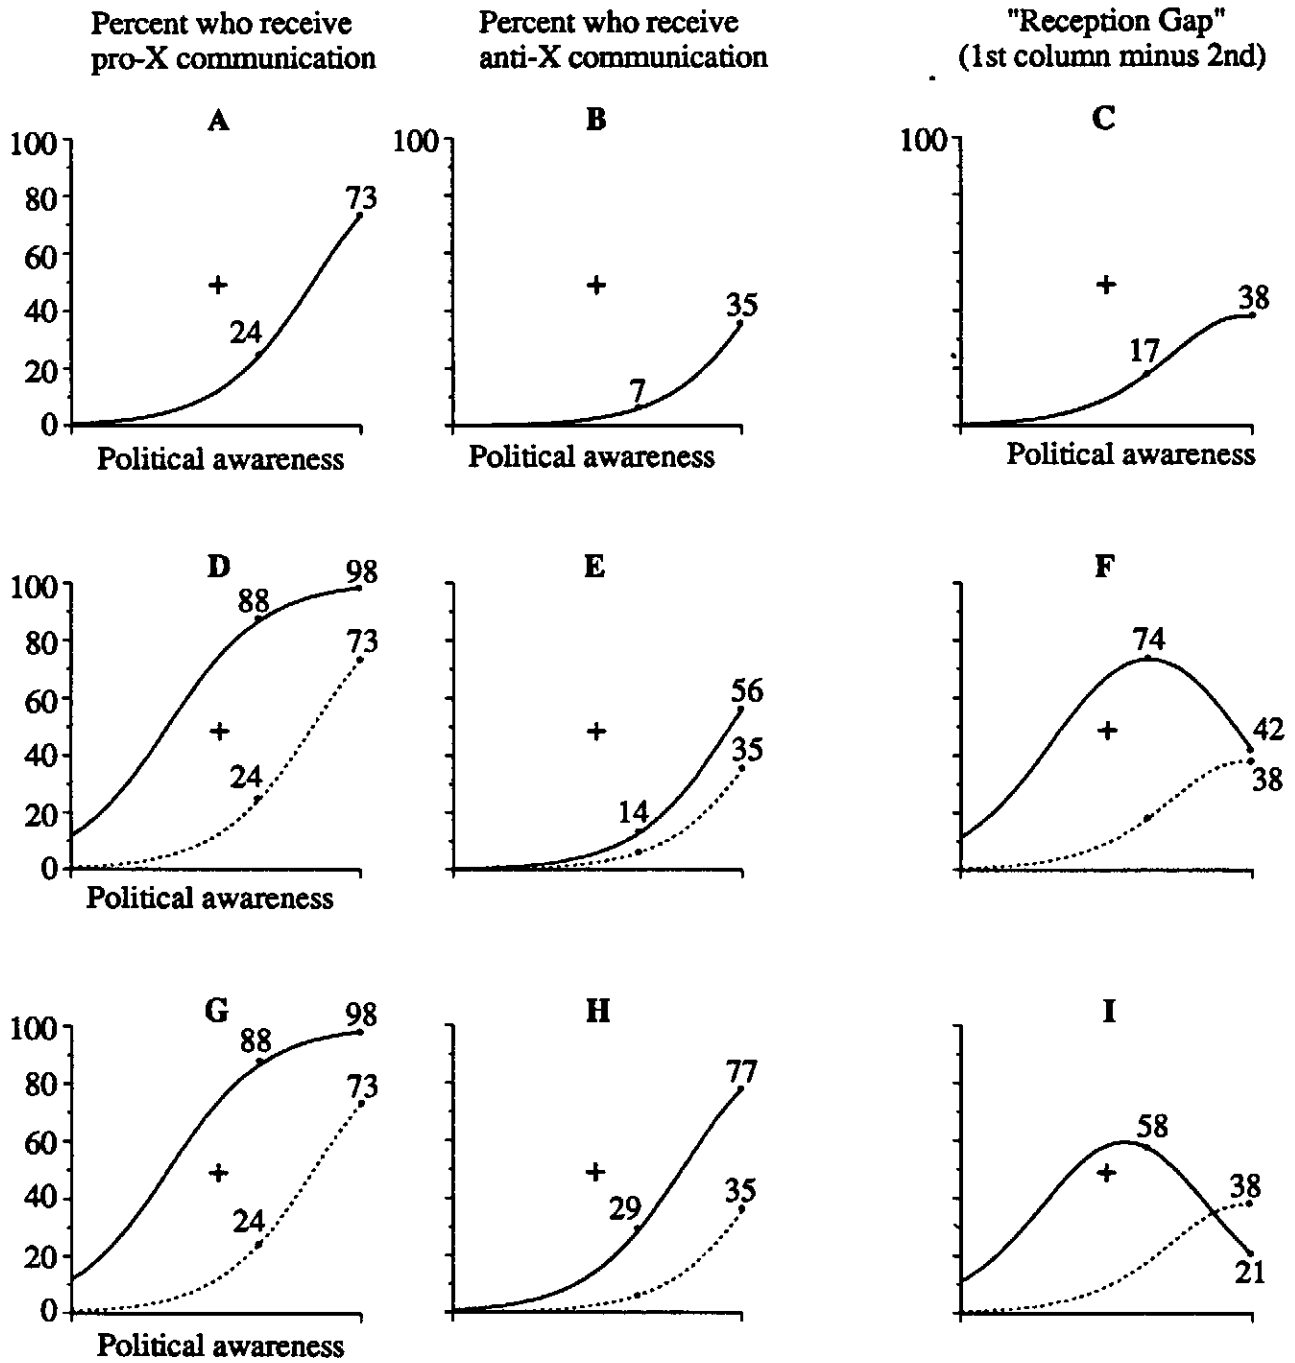 Percent who receive
pro-X communication
Percent who receive
anti-X communication
"Reception Gap"
(1st column minus 2nd)
A
100
80
60
40
20
0
24
73
Political awareness
B
100
7
35
Political awareness
C
100
17
38
Political awareness
D
100
80
60
40
20
0
88
98
73
24
Political awareness
E
56
35
14
F
74
42
38
G
100
80
60
40
20
0
88
98
73
24
Political awareness
H
77
29
35
I
58
38
21